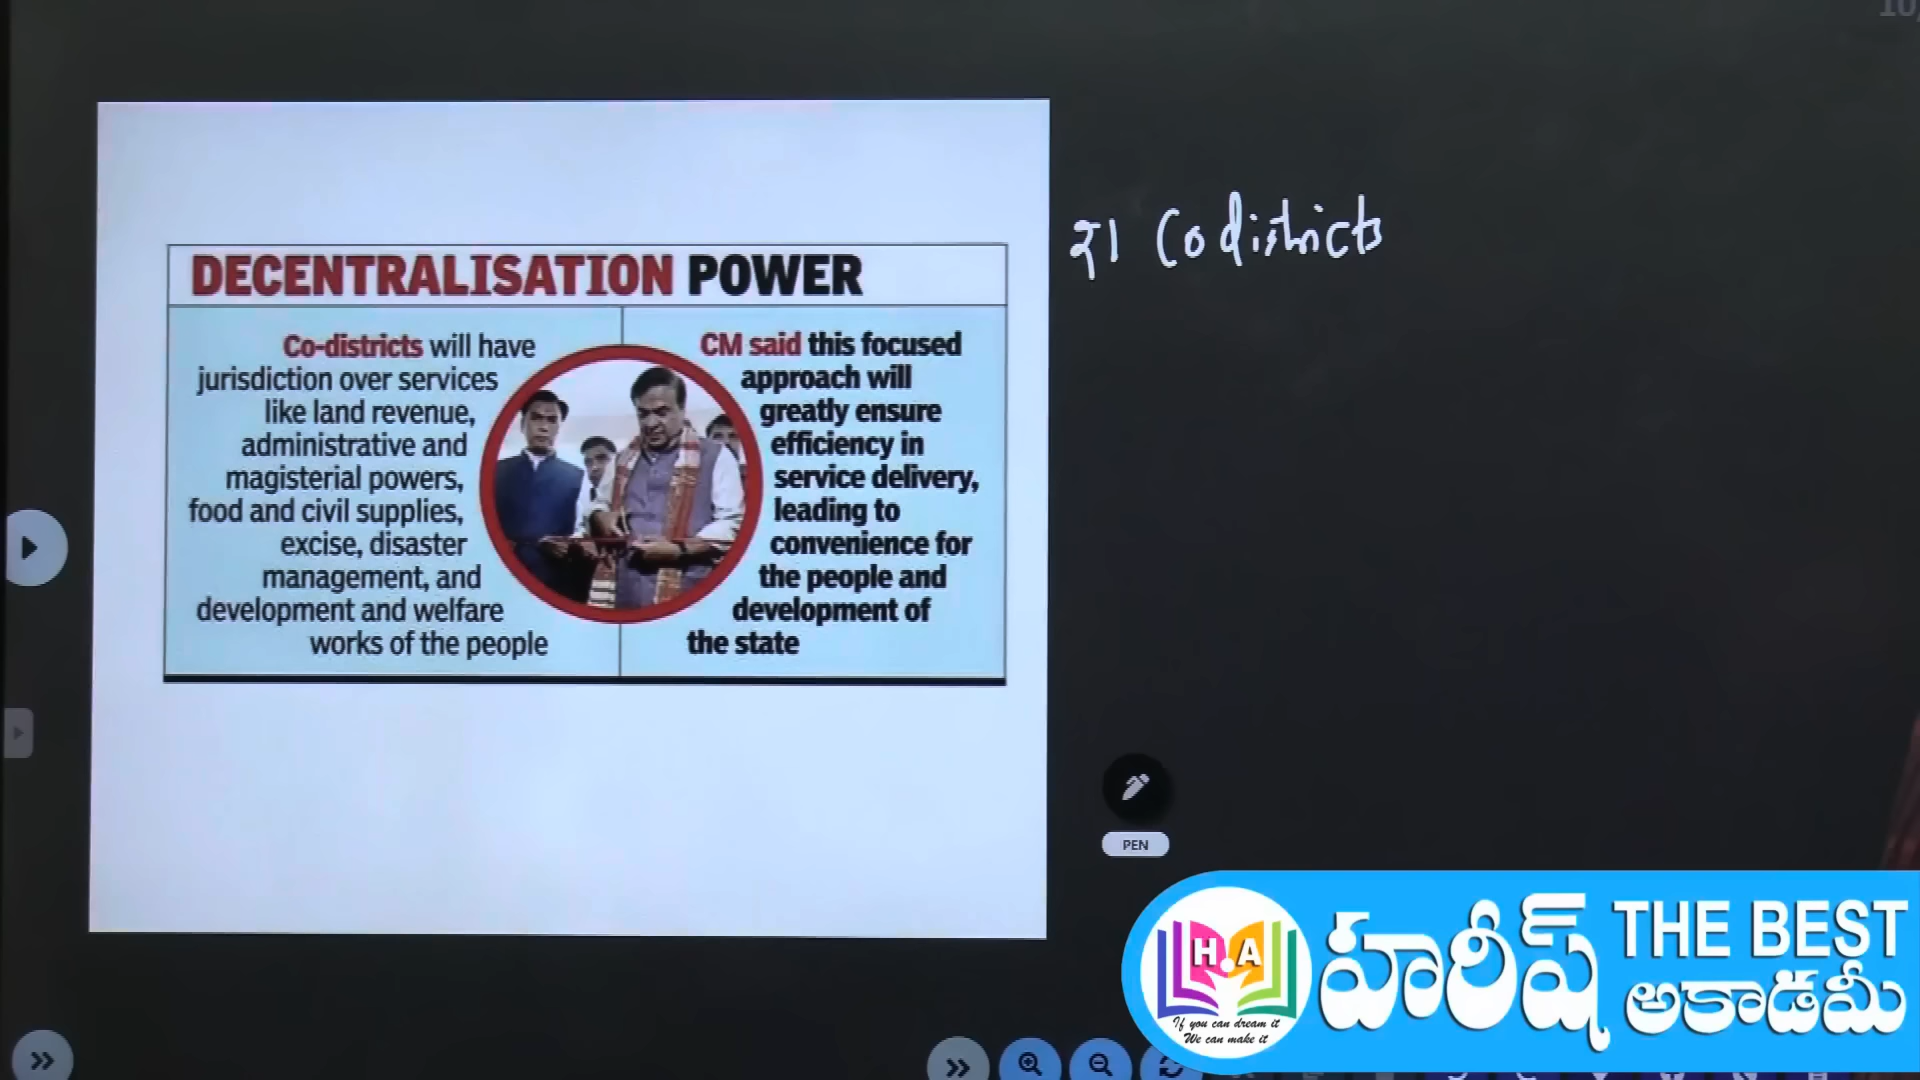 DECENTRALISATION POWER
Co-districts will have
jurisdiction over services
like land revenue,
administrative and
magisterial powers,
food and civil supplies,
excise, disaster
management, and
development and welfare
works of the people
CM said this focused
approach will
greatly ensure
efficiency in
service delivery,
leading to
convenience for
the people and
development of
the state
21 Codistricts
PEN
H.A
If you can dream it
We can make it
హరీష్
THE BEST
అకాడమీ